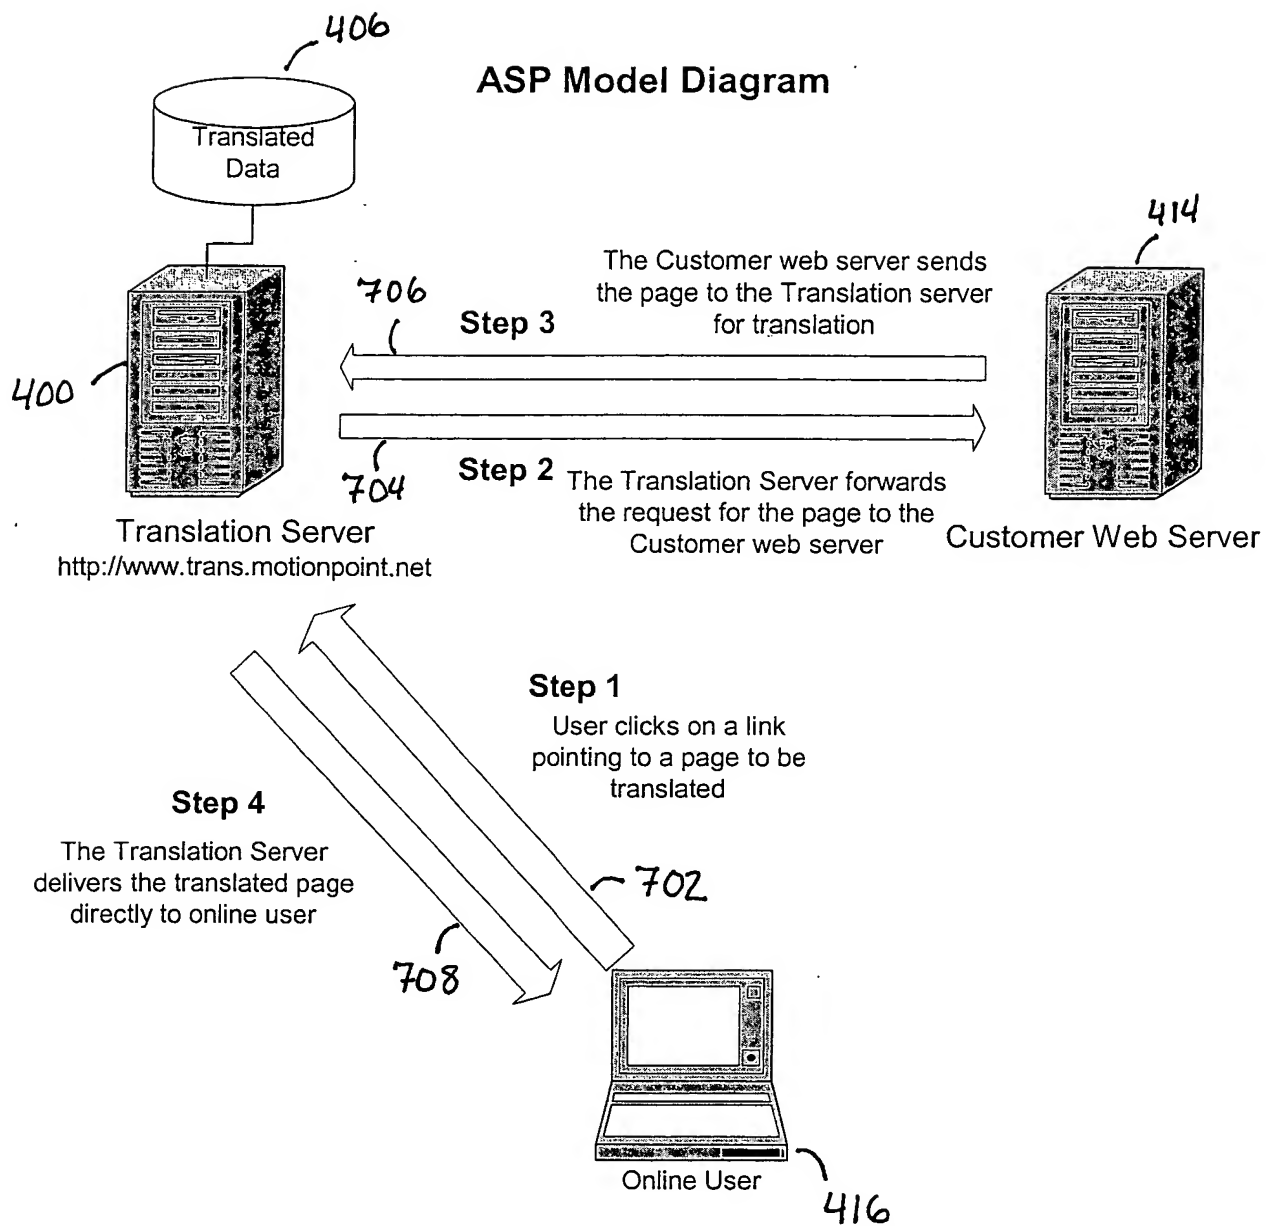 406
ASP Model Diagram
Translated
Data
414
The Customer web server sends
the page to the Translation server
for translation
706
Step 3
400
704
Step 2
The Translation Server forwards
the request for the page to the
Customer web server
Translation Server
http://www.trans.motionpoint.net
Customer Web Server
Step 1
User clicks on a link
pointing to a page to be
translated
Step 4
The Translation Server
delivers the translated page
directly to online user
702
708
Online User
416